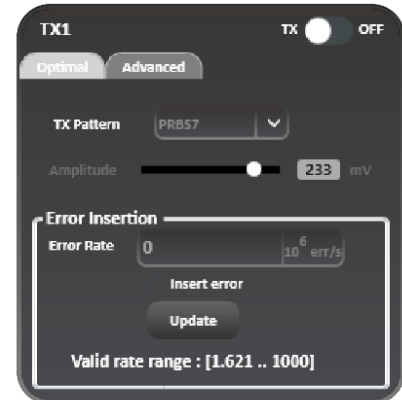 TX1 TX OFF
Optimal Advanced
TX Pattern PRBS7
Amplitude 233 mV
Error Insertion
Error Rate 0 10⁶ err/s
Insert error
Update
Valid rate range : [1.621 .. 1000]